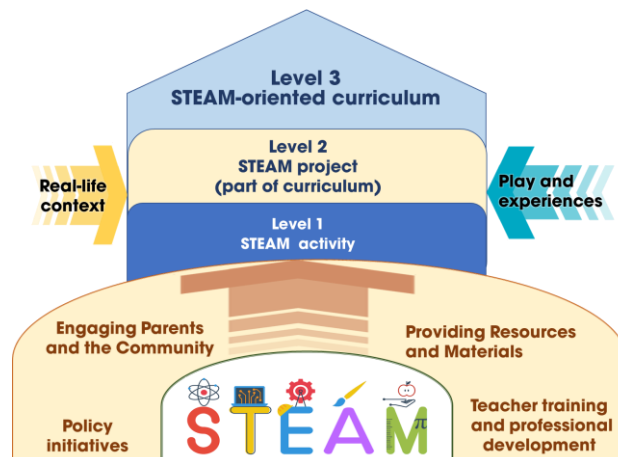 Level 3
STEAM-oriented curriculum
Level 2
STEAM project
(part of curriculum)
Real-life
context
Play and
experiences
Level 1
STEAM activity
Engaging Parents
and the Community
Providing Resources
and Materials
STEAM
π
Policy
initiatives
Teacher training
and professional
development